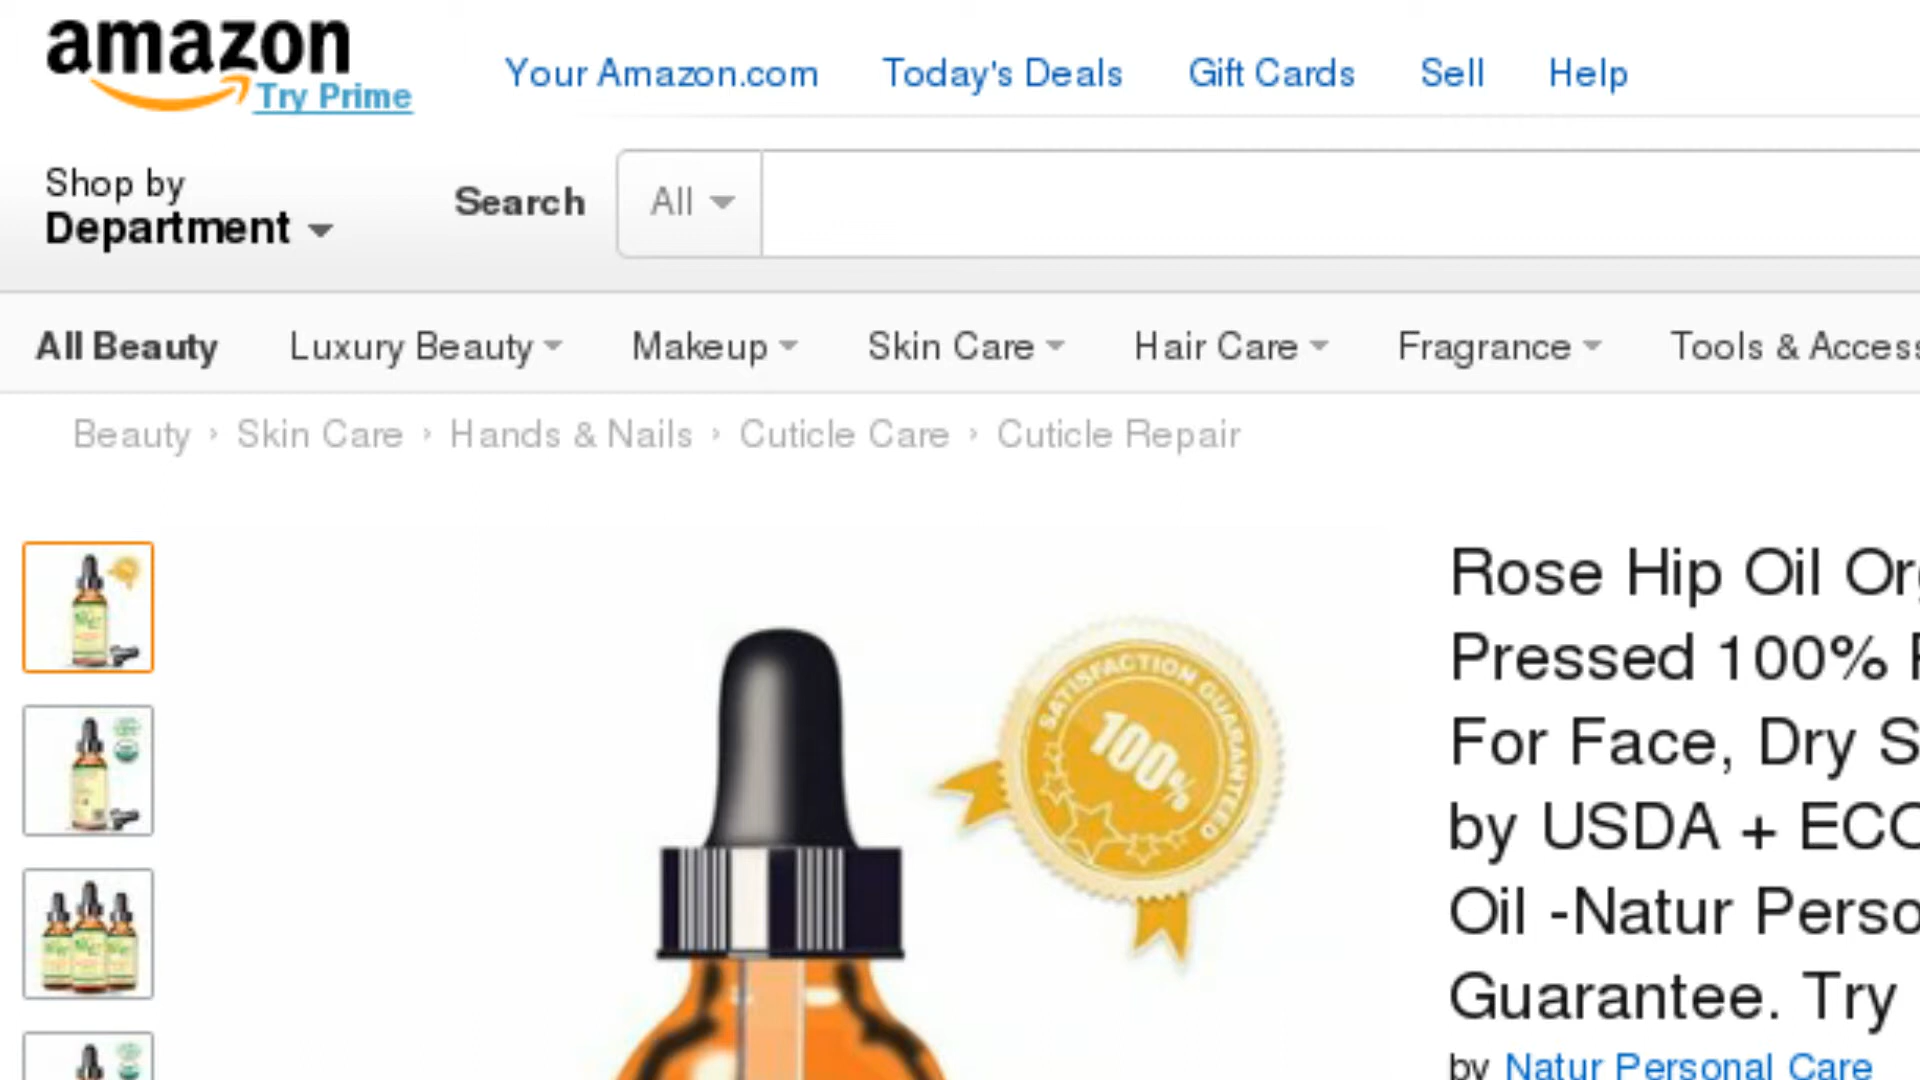 amazon
Try Prime
Your Amazon.com Today's Deals Gift Cards Sell Help
Shop by
Department
Search All
All Beauty Luxury Beauty Makeup Skin Care Hair Care Fragrance Tools & Access
Beauty › Skin Care › Hands & Nails › Cuticle Care › Cuticle Repair
SATISFACTION GUARANTEED
100%
Rose Hip Oil Or
Pressed 100%
For Face, Dry S
by USDA + ECO
Oil -Natur Perso
Guarantee. Try
by Natur Personal Care